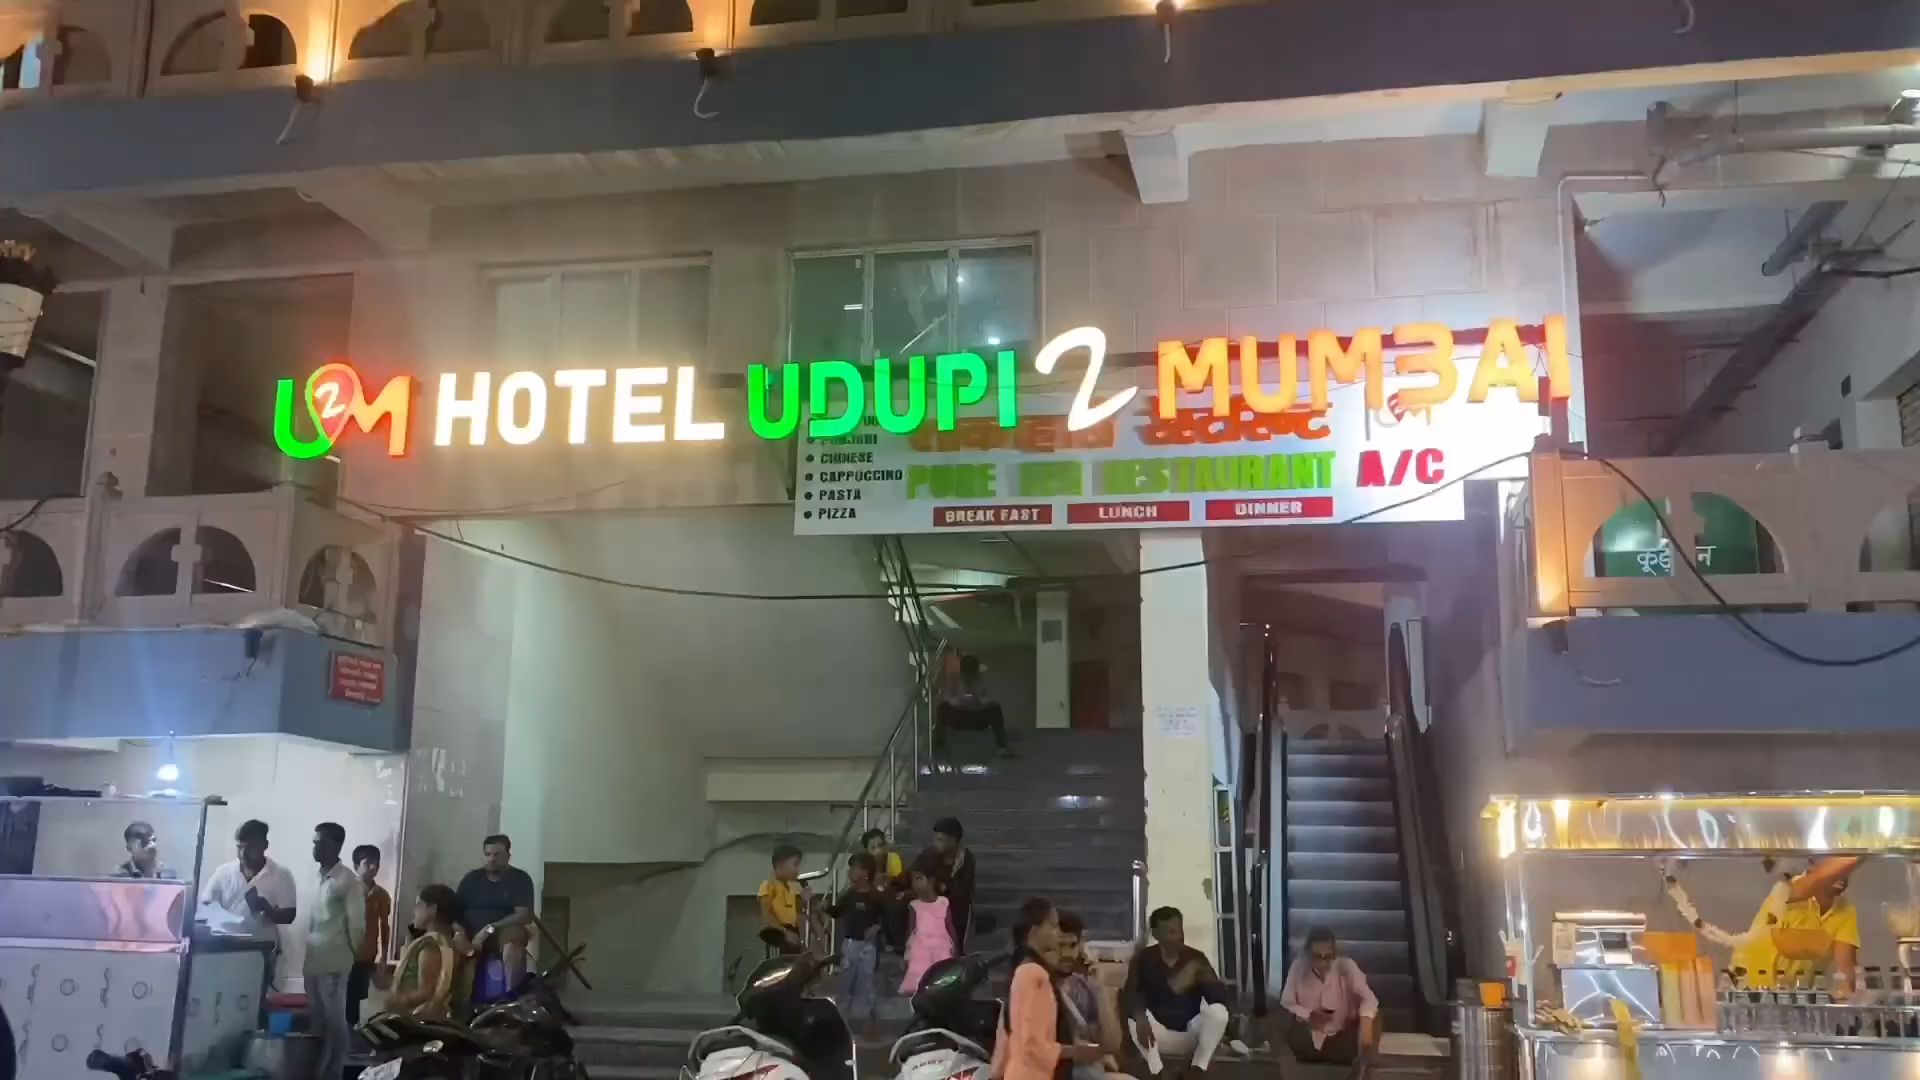 U2M HOTEL UDUPI 2 MUMBAI
CHINESE
CAPPUCCINO
PASTA
PIZZA
PURE VEG RESTAURANT A/C
BREAK FAST LUNCH DINNER